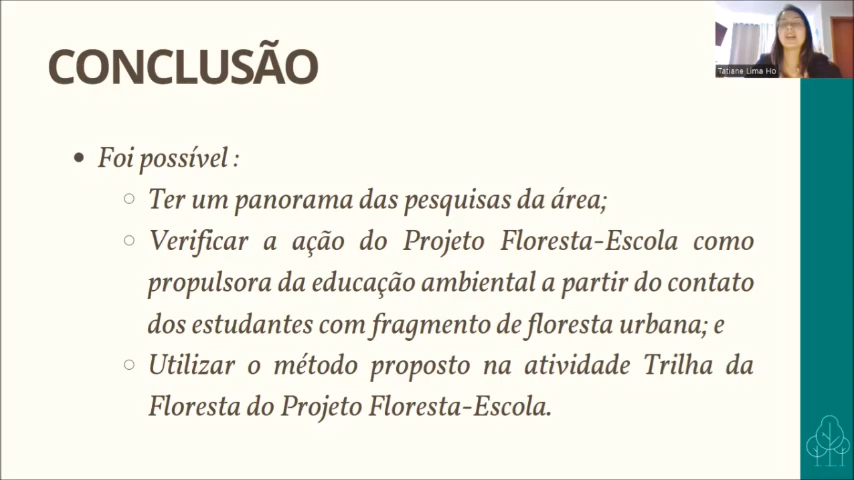 CONCLUSÃO
Tatiane Lima Ho
Foi possível :
Ter um panorama das pesquisas da área;
Verificar a ação do Projeto Floresta-Escola como
propulsora da educação ambiental a partir do contato
dos estudantes com fragmento de floresta urbana; e
Utilizar o método proposto na atividade Trilha da
Floresta do Projeto Floresta-Escola.